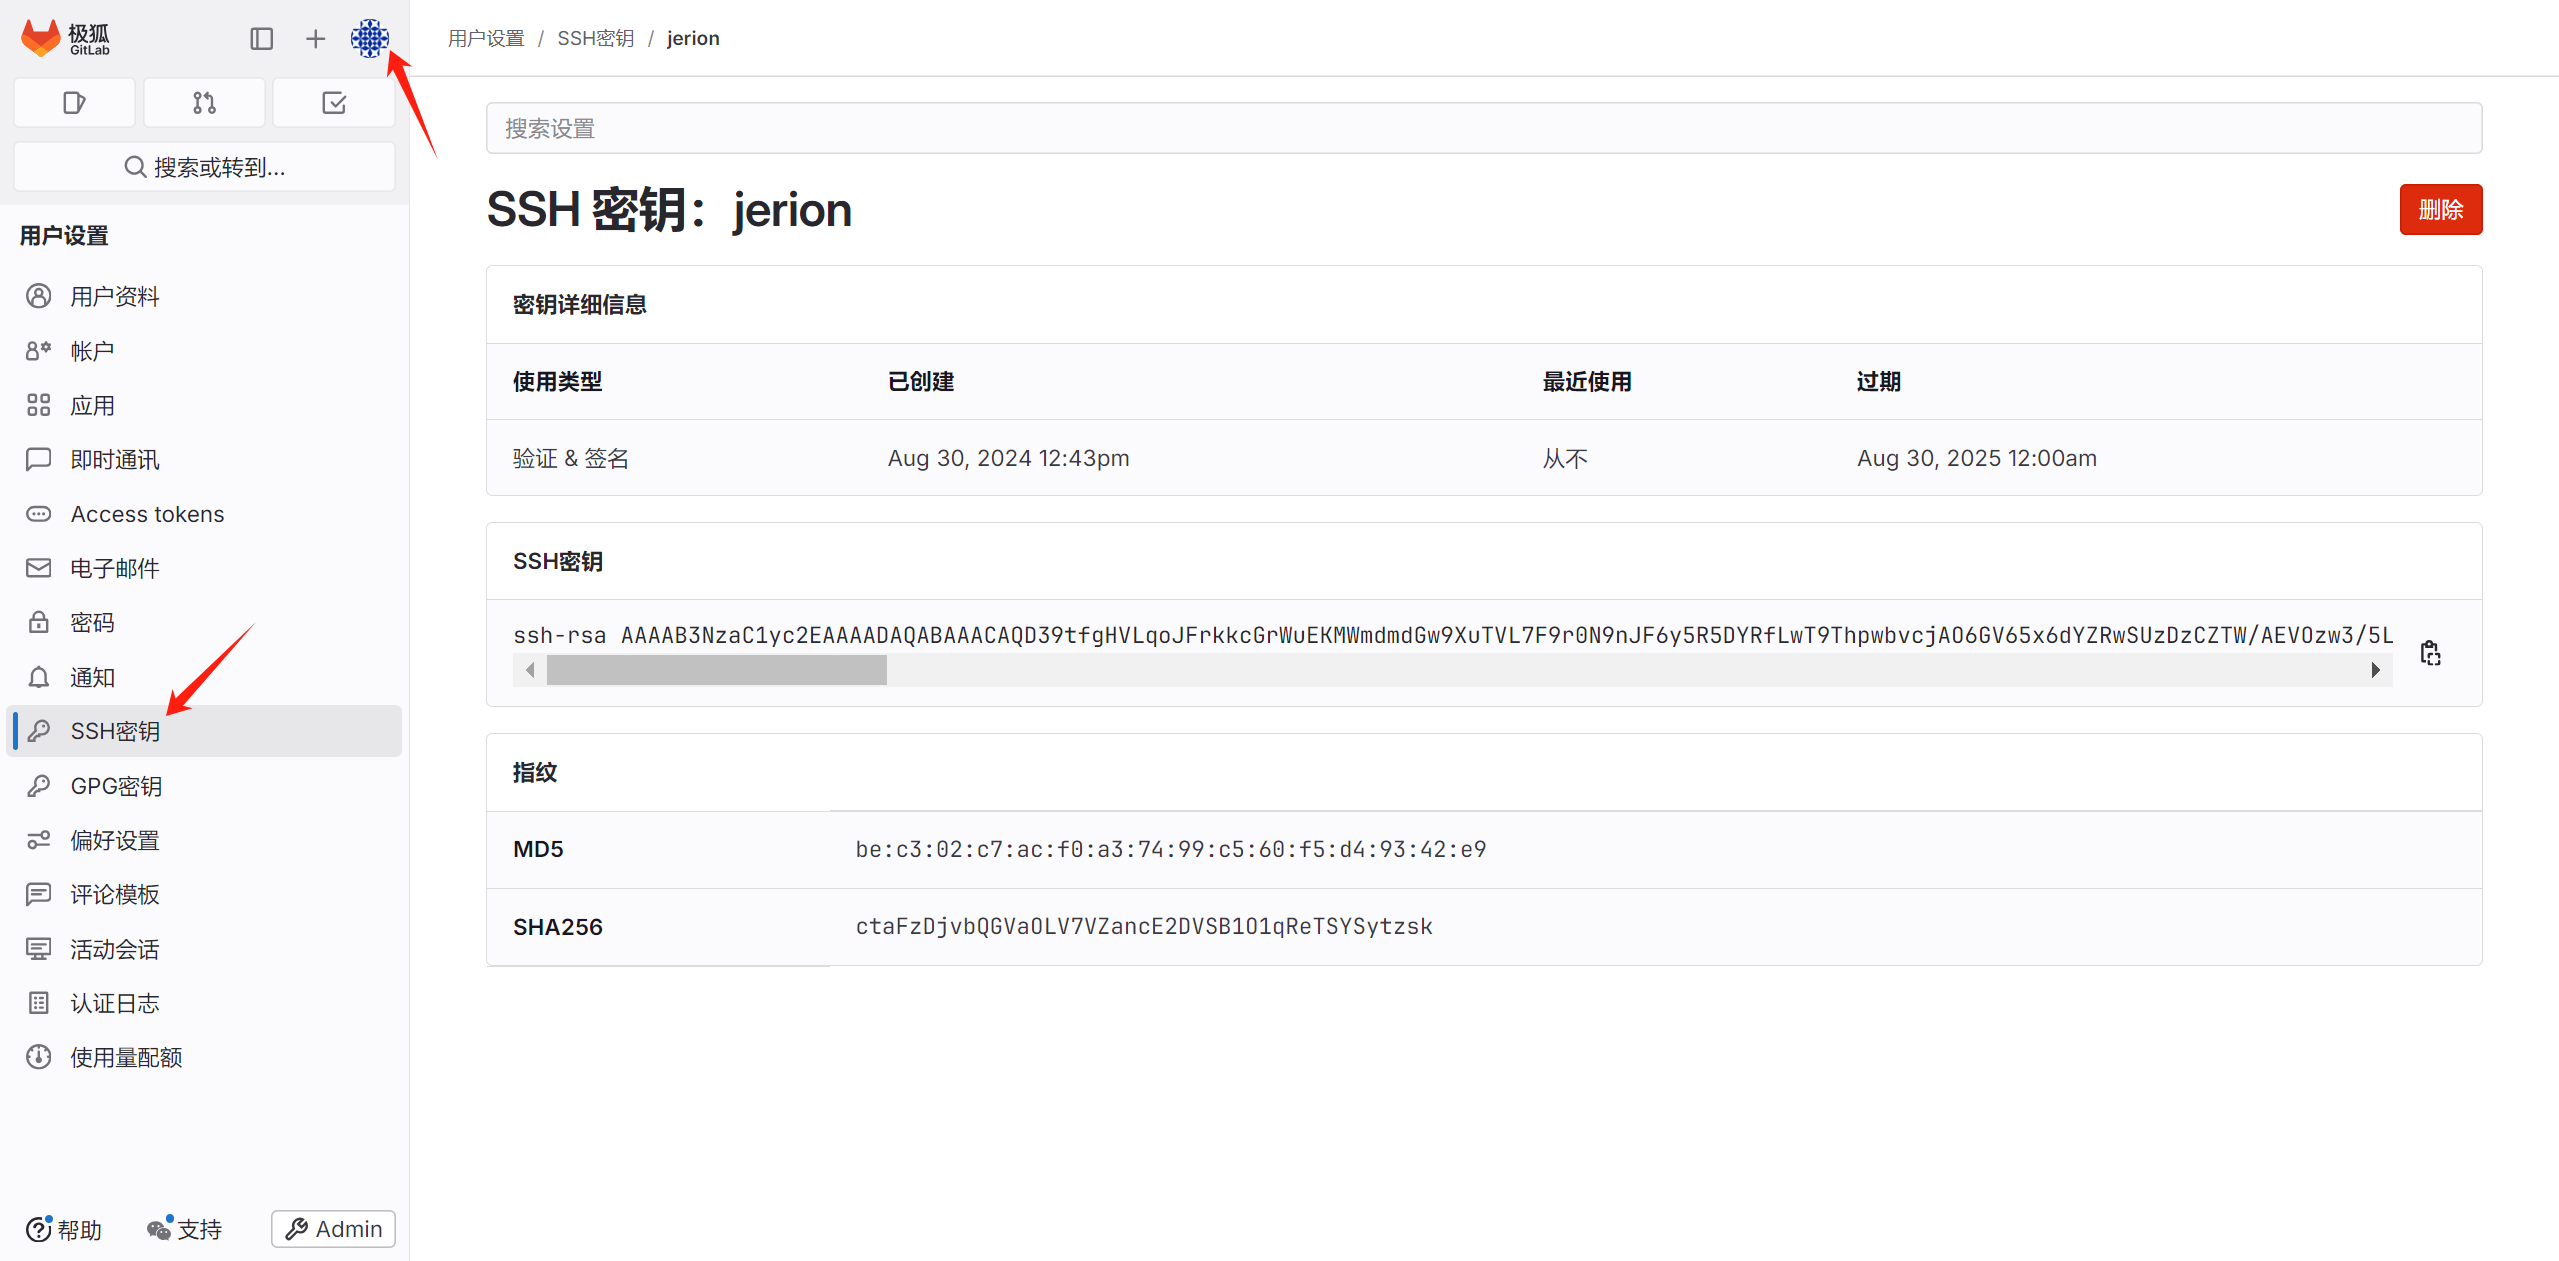 极狐
GitLab
搜索或转到...
用户设置
用户资料
帐户
应用
即时通讯
Access tokens
电子邮件
密码
通知
SSH密钥
GPG密钥
偏好设置
评论模板
活动会话
认证日志
使用量配额
帮助
支持
Admin
用户设置 / SSH密钥 / jerion
搜索设置
SSH 密钥：jerion
删除
密钥详细信息
使用类型 已创建 最近使用 过期
验证 & 签名 Aug 30, 2024 12:43pm 从不 Aug 30, 2025 12:00am
SSH密钥
ssh-rsa AAAAB3NzaC1yc2EAAAADAQABAAACAQD39tfgHVLqoJFrkkcGrWuEKMWmdmdGw9XuTVL7F9r0N9nJF6y5R5DYRfLwT9ThpwbvcjAO6GV65x6dYZRwSUzDzCZTW/AEVOzw3/5L
指纹
MD5 be:c3:02:c7:ac:f0:a3:74:99:c5:60:f5:d4:93:42:e9
SHA256 ctaFzDjvbQGVaOLV7VZancE2DVSB1O1qReTSYSytzsk